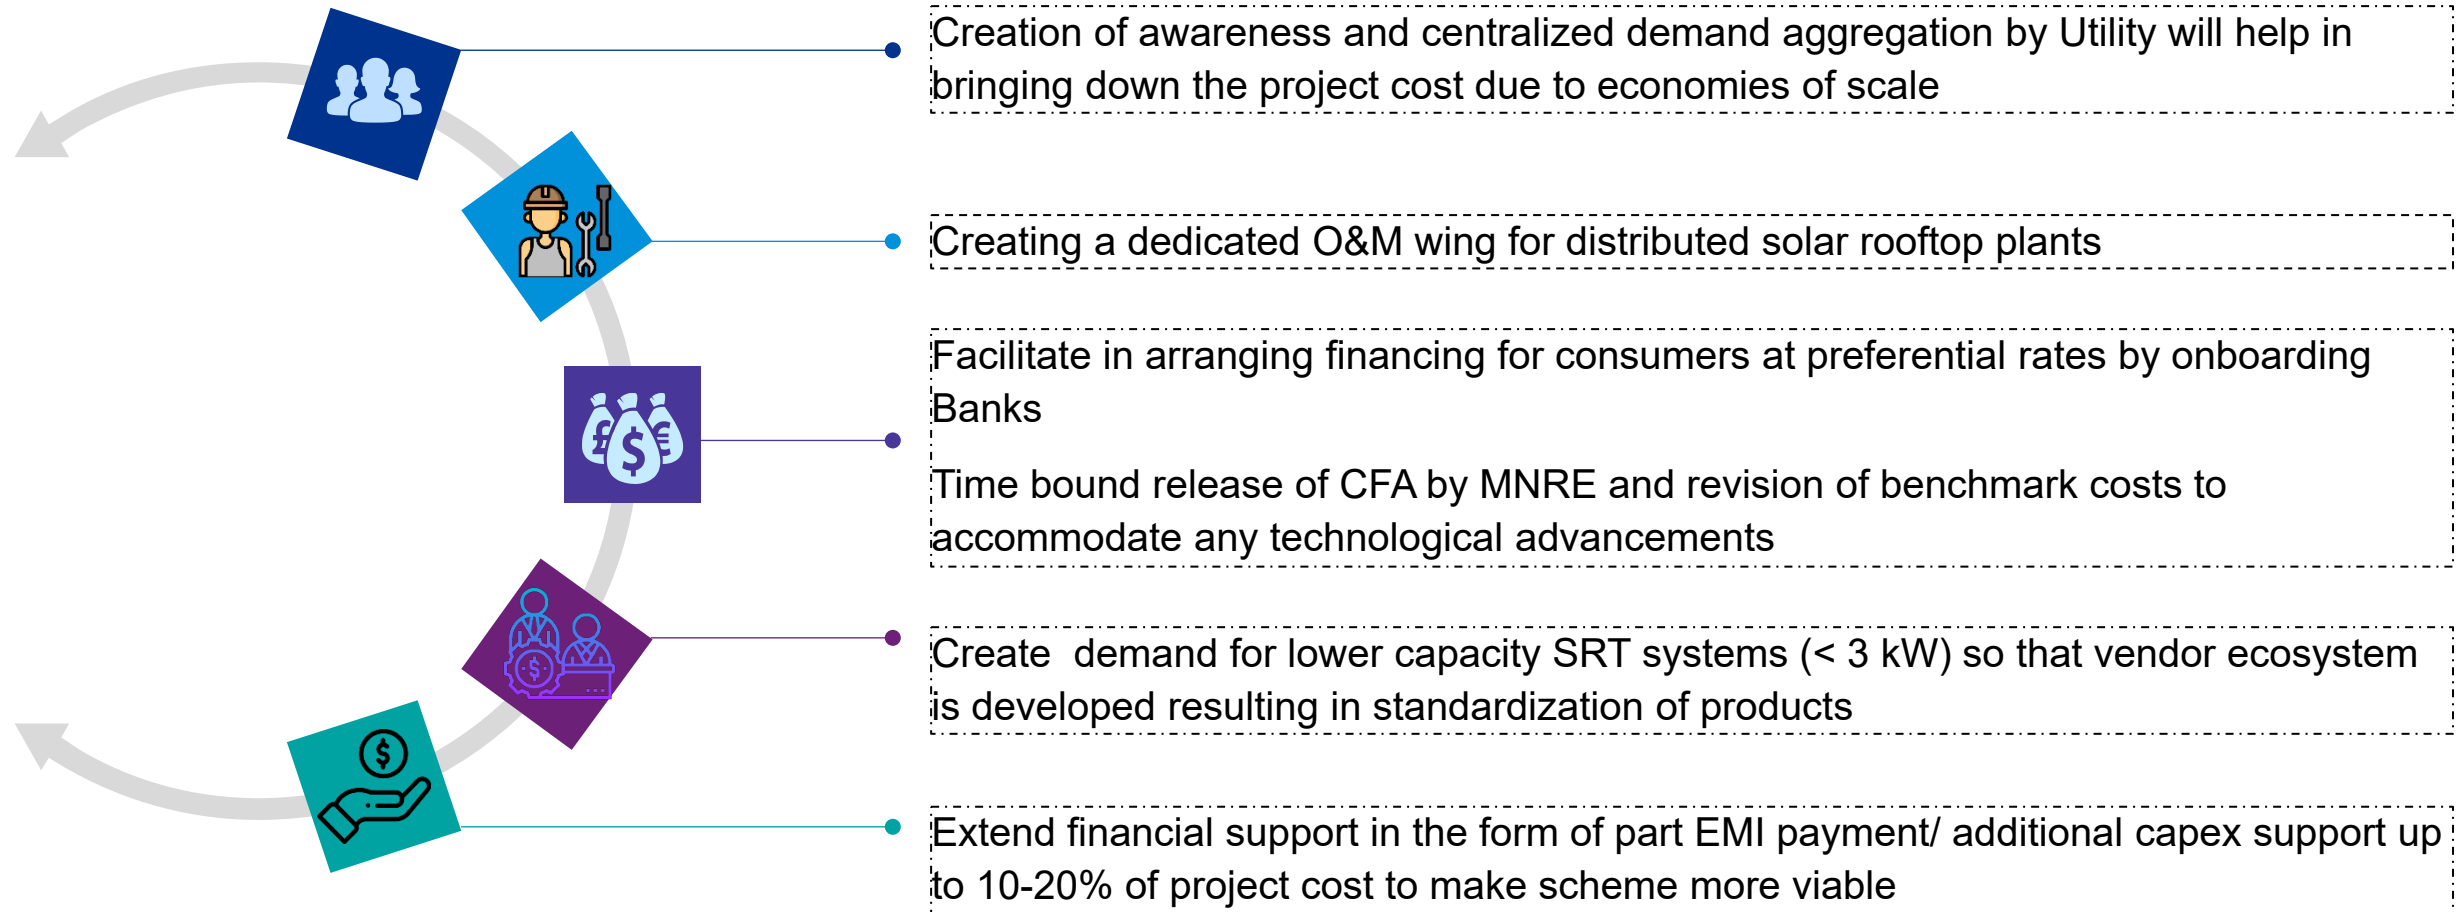 Creation of awareness and centralized demand aggregation by Utility will help in
bringing down the project cost due to economies of scale
Creating a dedicated O&M wing for distributed solar rooftop plants
£ $ €
Facilitate in arranging financing for consumers at preferential rates by onboarding
Banks
Time bound release of CFA by MNRE and revision of benchmark costs to
accommodate any technological advancements
$
Create  demand for lower capacity SRT systems (< 3 kW) so that vendor ecosystem
is developed resulting in standardization of products
$
Extend financial support in the form of part EMI payment/ additional capex support up
to 10-20% of project cost to make scheme more viable